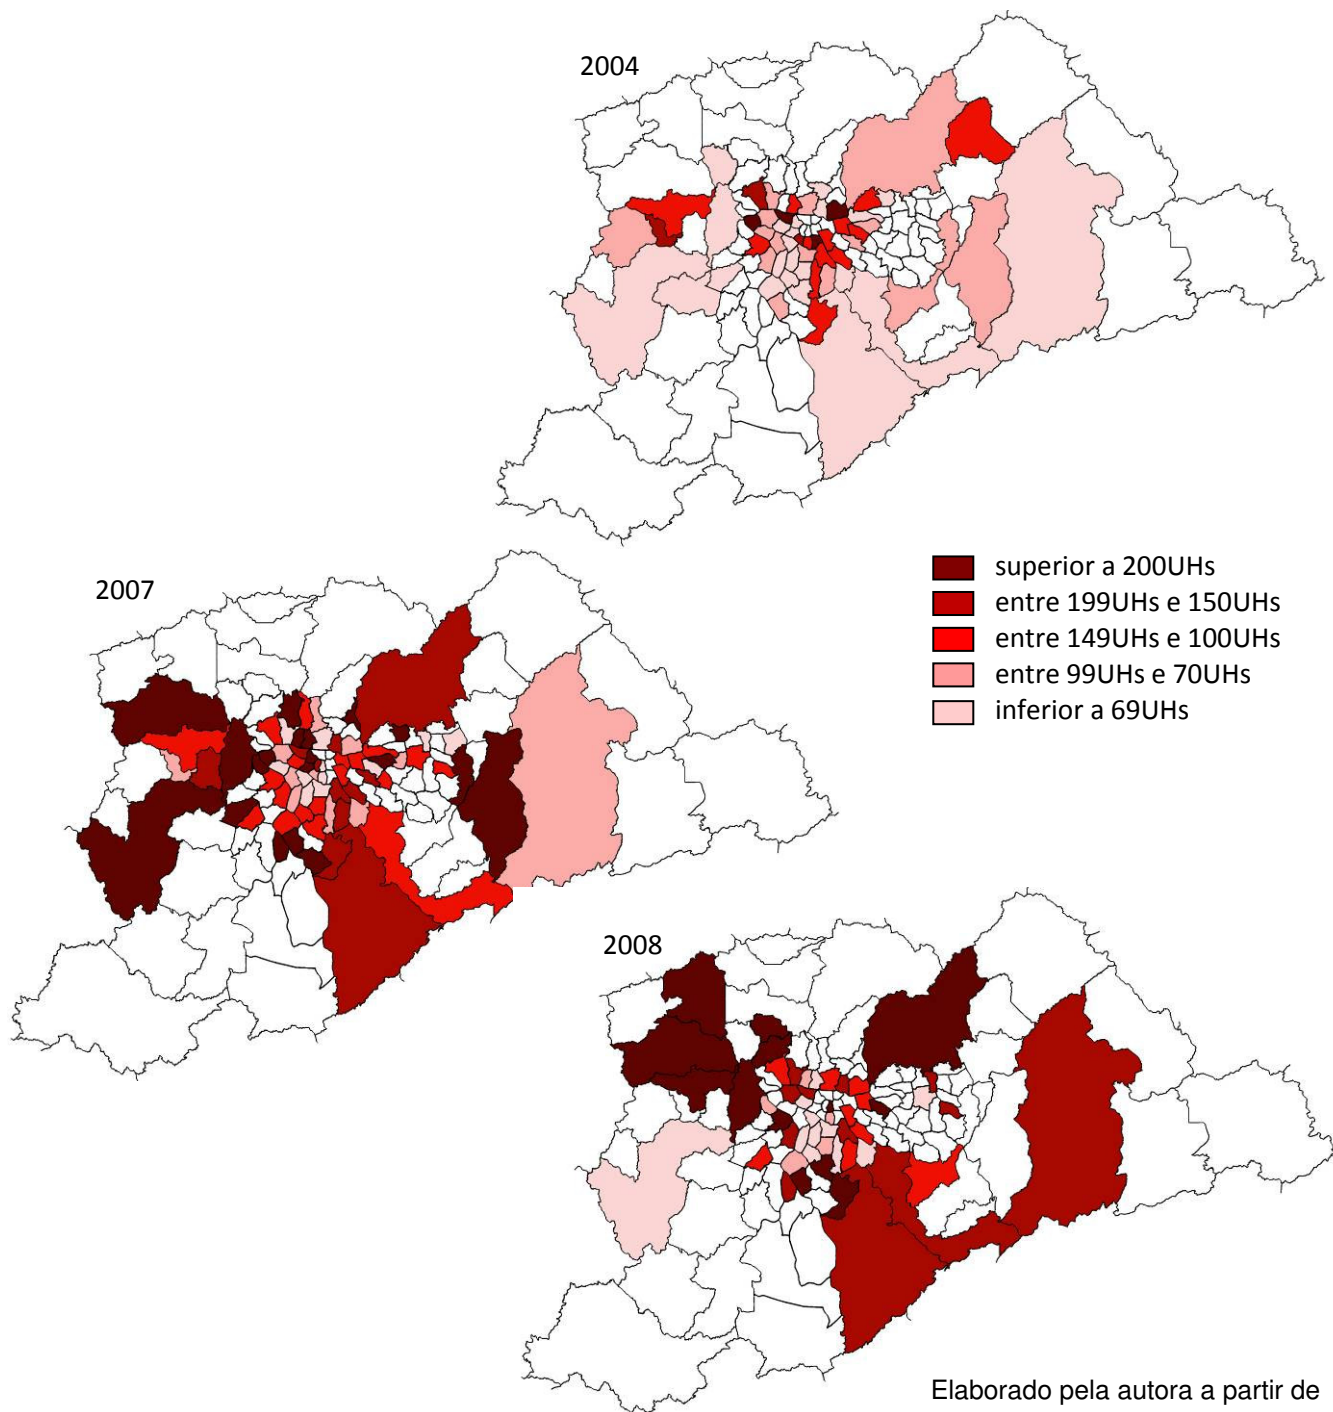 2004
superior a 200UHs
entre 199UHs e 150UHs
entre 149UHs e 100UHs
entre 99UHs e 70UHs
inferior a 69UHs
2007
2008
Elaborado pela autora a partir de